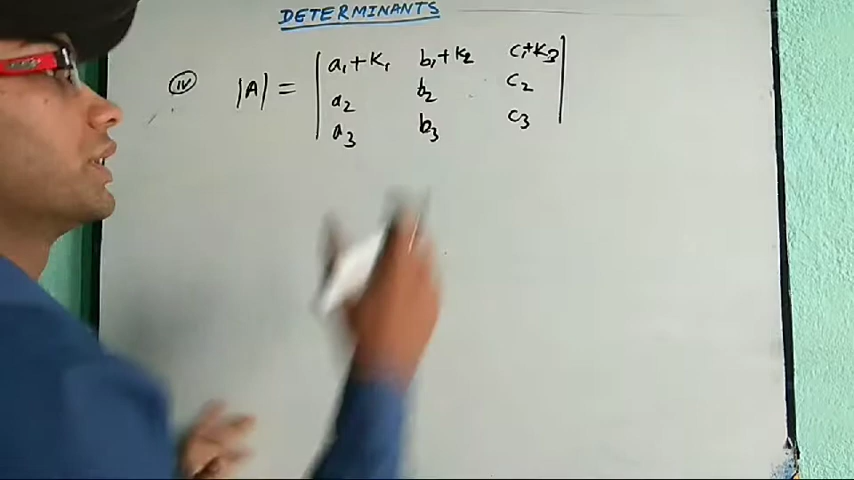 DETERMINANTS
(iv) |A| = | a₁+K₁ b₁+K₂ c₁+K₃ |
| a₂ b₂ c₂ |
| a₃ b₃ c₃ |